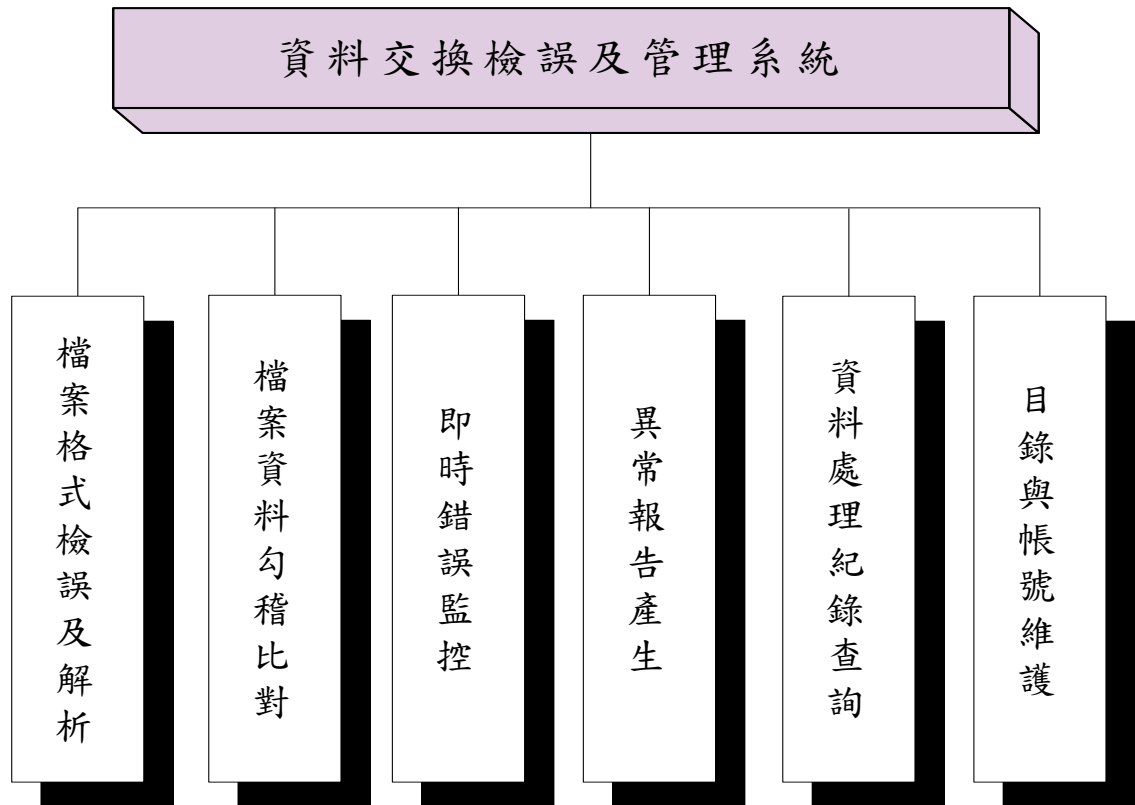 資料交換檢誤及管理系統
檔案格式檢誤及解析
檔案資料勾稽比對
即時錯誤監控
異常報告產生
資料處理紀錄查詢
目錄與帳號維護